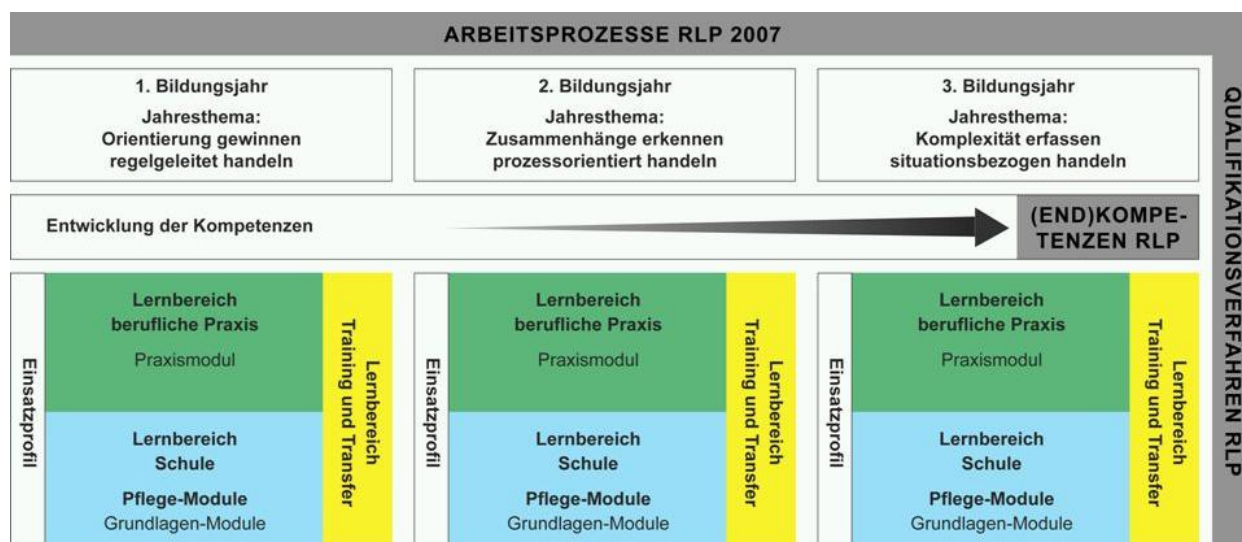 ARBEITSPROZESSE RLP 2007
1. Bildungsjahr
Jahresthema:
Orientierung gewinnen
regelgeleitet handeln
2. Bildungsjahr
Jahresthema:
Zusammenhänge erkennen
prozessorientiert handeln
3. Bildungsjahr
Jahresthema:
Komplexität erfassen
situationsbezogen handeln
QUALIFIKATIONSVERFAHREN RLP
Entwicklung der Kompetenzen
(END)KOMPE-
TENZEN RLP
Einsatzprofil
Lernbereich
berufliche Praxis
Praxismodul
Lernbereich
Schule
Pflege-Module
Grundlagen-Module
Lernbereich
Training und Transfer
Einsatzprofil
Lernbereich
berufliche Praxis
Praxismodul
Lernbereich
Schule
Pflege-Module
Grundlagen-Module
Lernbereich
Training und Transfer
Einsatzprofil
Lernbereich
berufliche Praxis
Praxismodul
Lernbereich
Schule
Pflege-Module
Grundlagen-Module
Lernbereich
Training und Transfer